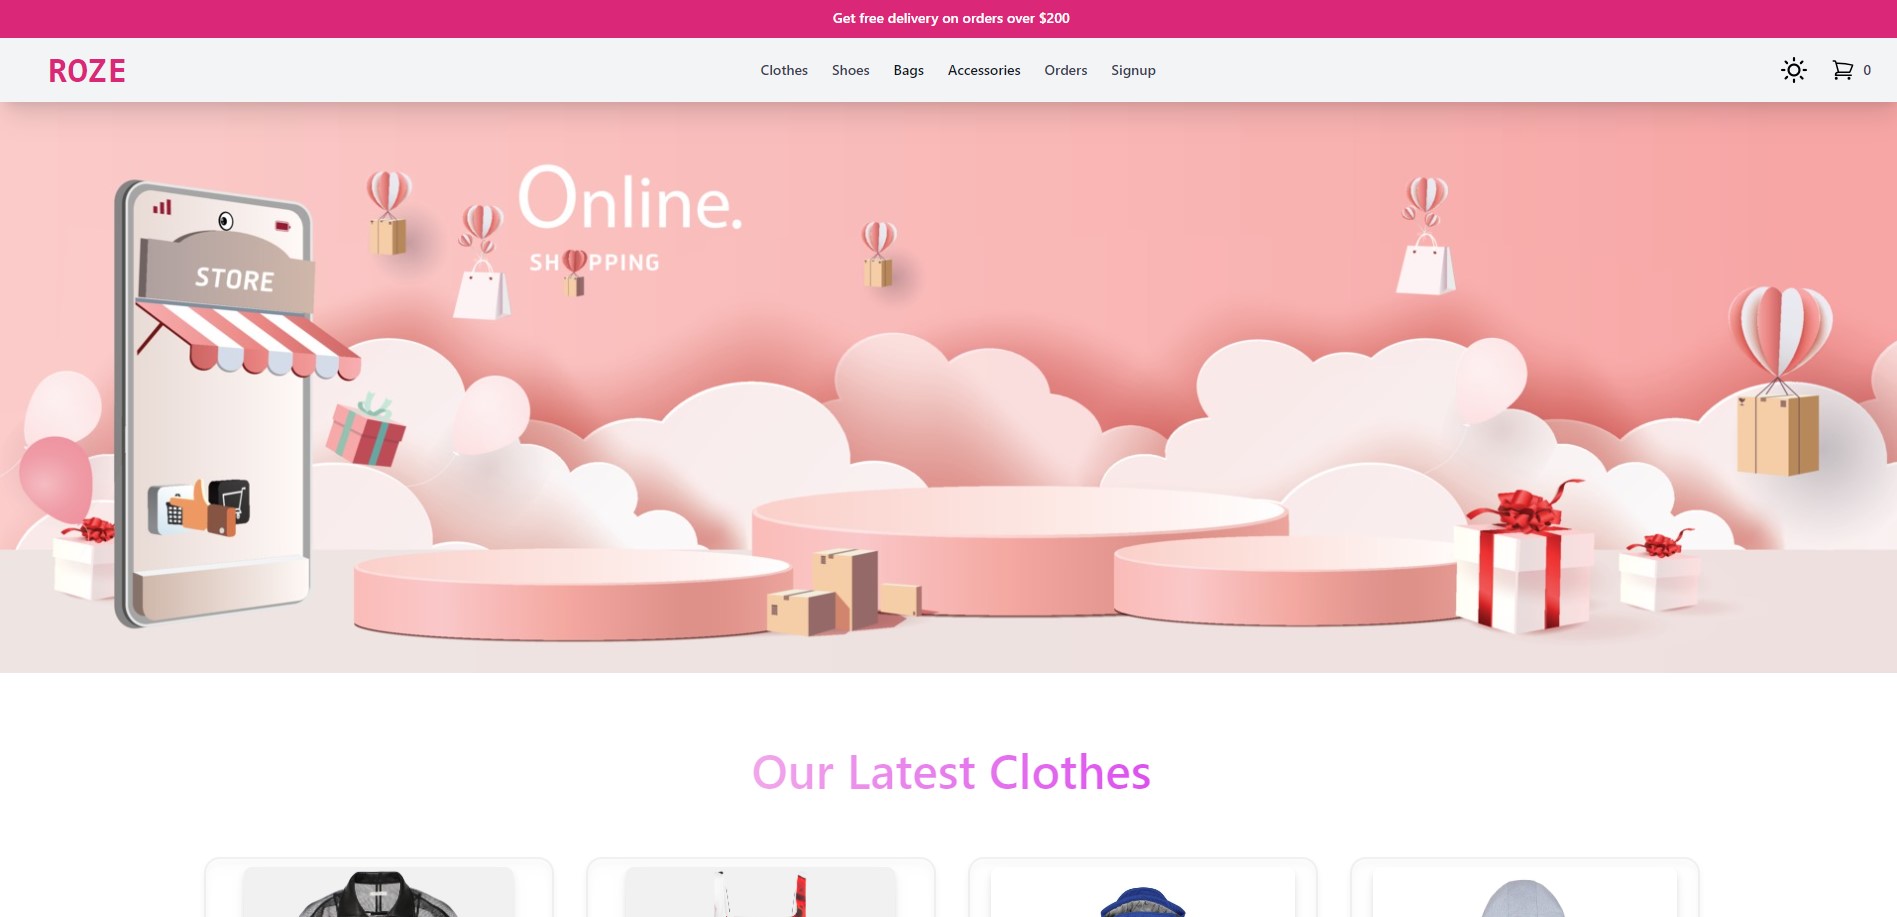 Get free delivery on orders over $200
ROZE
Clothes Shoes Bags Accessories Orders Signup
0
Online.
SHOPPING
STORE
Our Latest Clothes